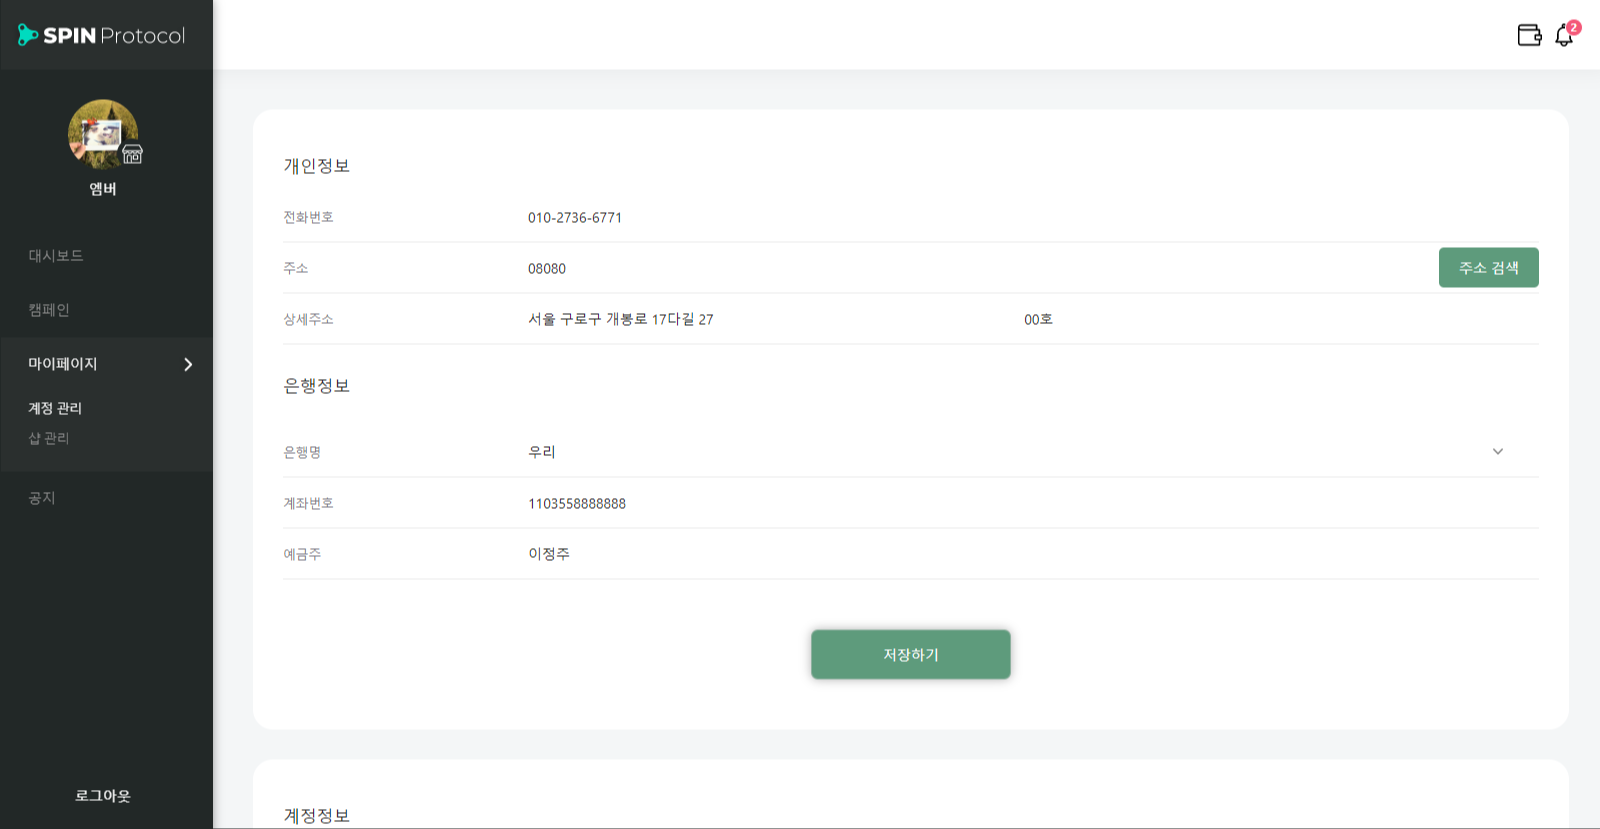 SPIN Protocol
2
엠버
대시보드
캠페인
마이페이지
계정 관리
샵 관리
공지
로그아웃
개인정보
전화번호 010-2736-6771
주소 08080 주소 검색
상세주소 서울 구로구 개봉로 17다길 27 00호
은행정보
은행명 우리
계좌번호 1103558888888
예금주 이정주
저장하기
계정정보